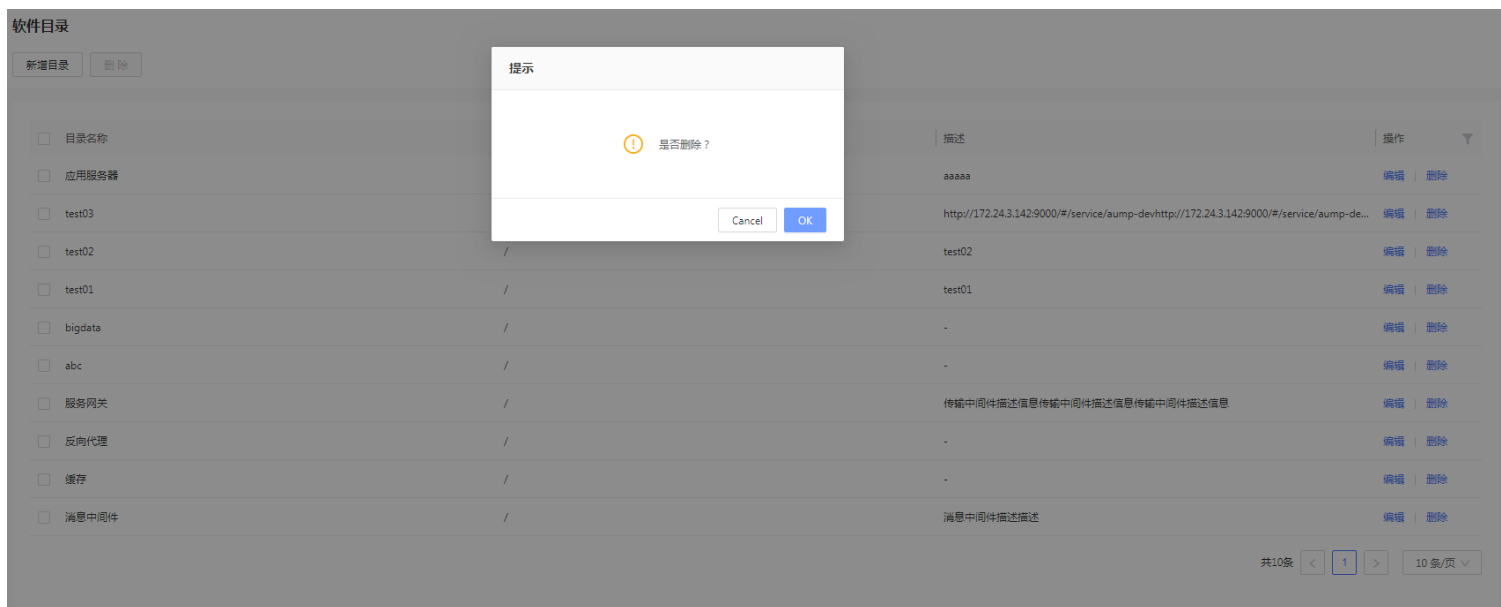 软件目录
新增目录 删 除
提示
是否删除？
Cancel OK
目录名称 描述 操作
应用服务器 aaaaa 编辑 删除
test03 http://172.24.3.142:9000/#/service/aump-devhttp://172.24.3.142:9000/#/service/aump-de... 编辑 删除
test02 / test02 编辑 删除
test01 / test01 编辑 删除
bigdata / - 编辑 删除
abc / - 编辑 删除
服务网关 / 传输中间件描述信息传输中间件描述信息传输中间件描述信息 编辑 删除
反向代理 / - 编辑 删除
缓存 / - 编辑 删除
消息中间件 / 消息中间件描述描述 编辑 删除
共10条 < 1 > 10 条/页